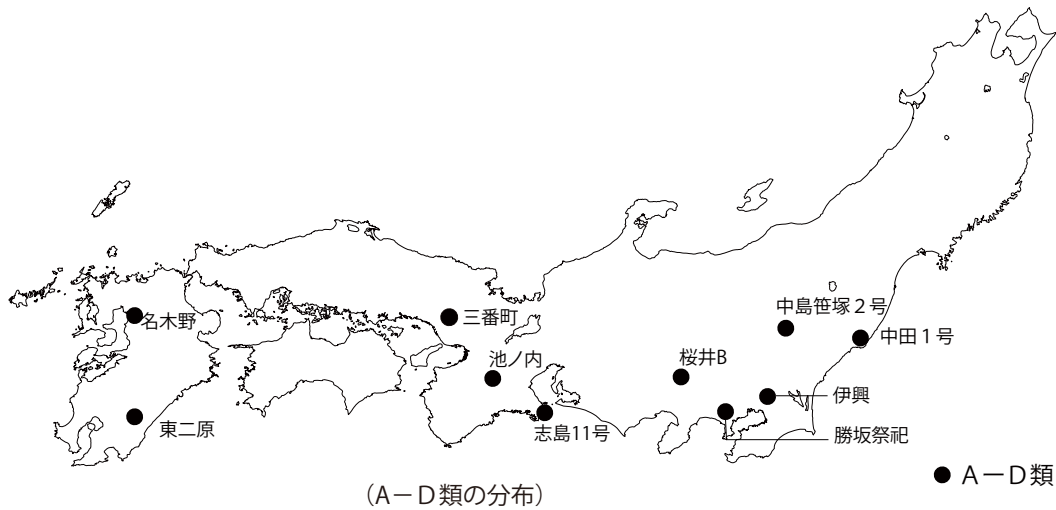 中島笹塚２号
名木野
三番町
中田１号
池ノ内
桜井B
伊興
東二原
志島11号
勝坂祭祀
A－D類
（A－D類の分布）